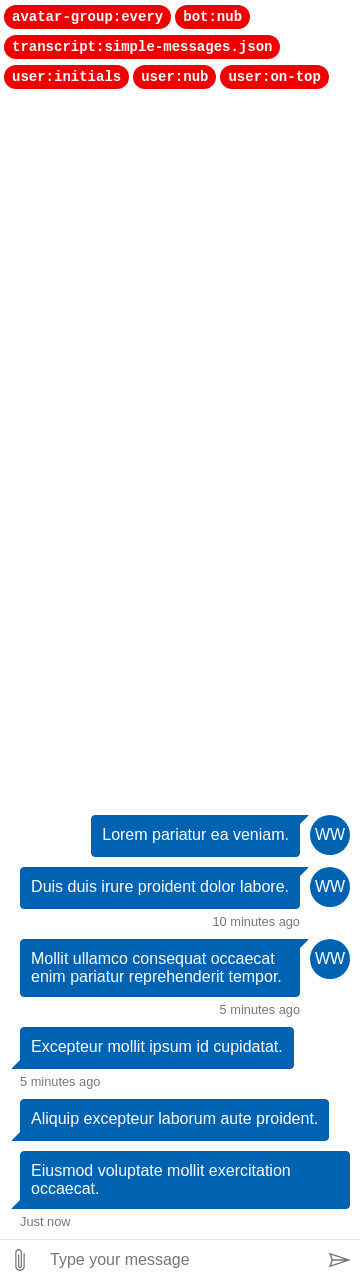 avatar-group:every bot:nub
transcript:simple-messages.json
user:initials user:nub user:on-top
Lorem pariatur ea veniam. WW
Duis duis irure proident dolor labore. WW
10 minutes ago
Mollit ullamco consequat occaecat WW
enim pariatur reprehenderit tempor.
5 minutes ago
Excepteur mollit ipsum id cupidatat.
5 minutes ago
Aliquip excepteur laborum aute proident.
Eiusmod voluptate mollit exercitation
occaecat.
Just now
Type your message